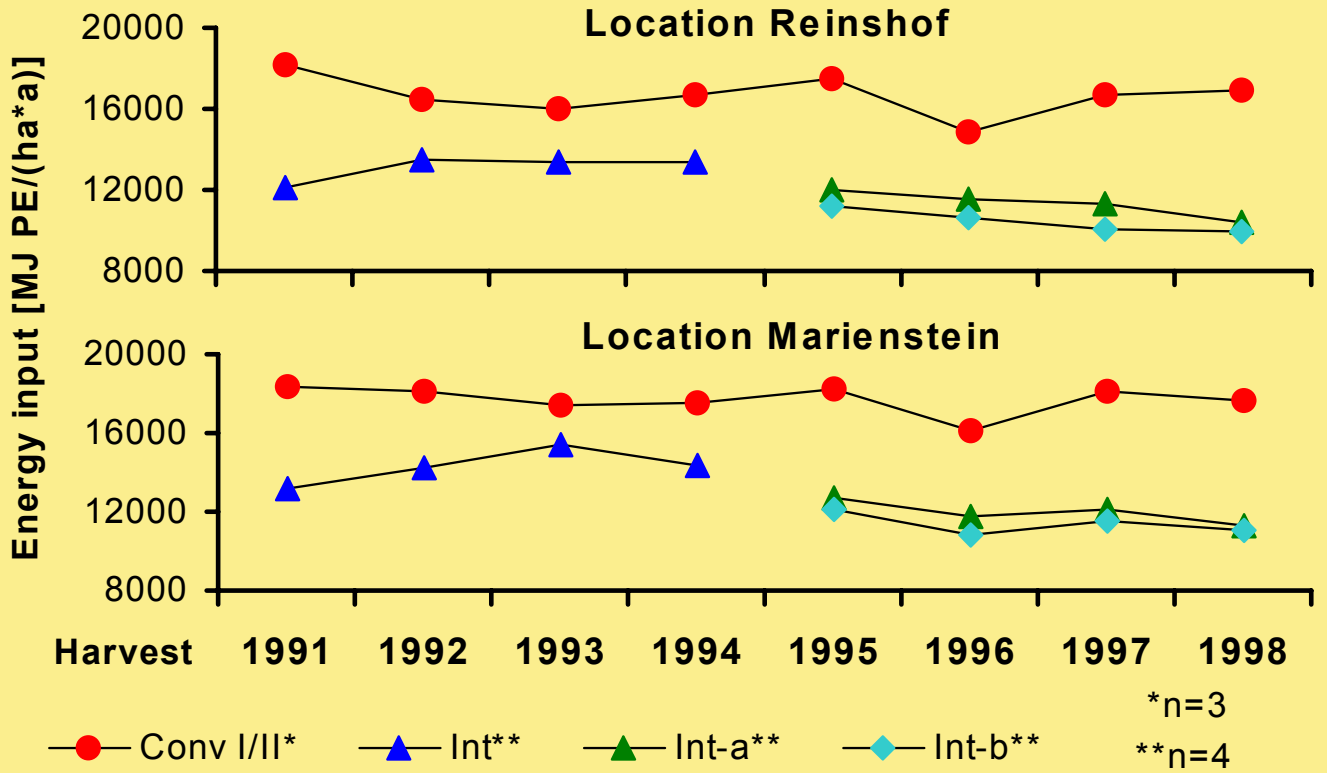 Energy input [MJ PE/(ha*a)]
Location Reinshof
20000
16000
12000
8000
Location Marienstein
20000
16000
12000
8000
Harvest 1991 1992 1993 1994 1995 1996 1997 1998
*n=3
Conv I/II* Int** Int-a** Int-b**
**n=4